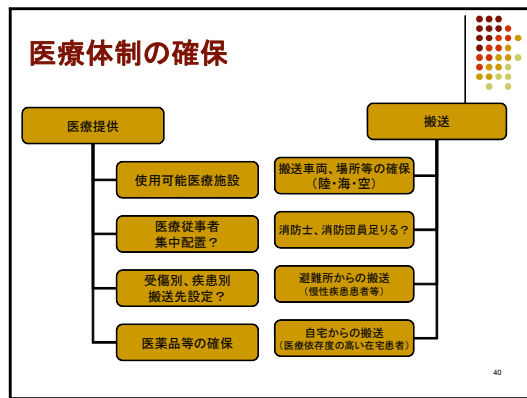 医療体制の確保
医療提供
使用可能医療施設
医療従事者
集中配置？
受傷別、疾患別
搬送先設定？
医薬品等の確保
搬送
搬送車両、場所等の確保
（陸・海・空）
消防士、消防団員足りる？
避難所からの搬送
（慢性疾患患者等）
自宅からの搬送
（医療依存度の高い在宅患者）
40